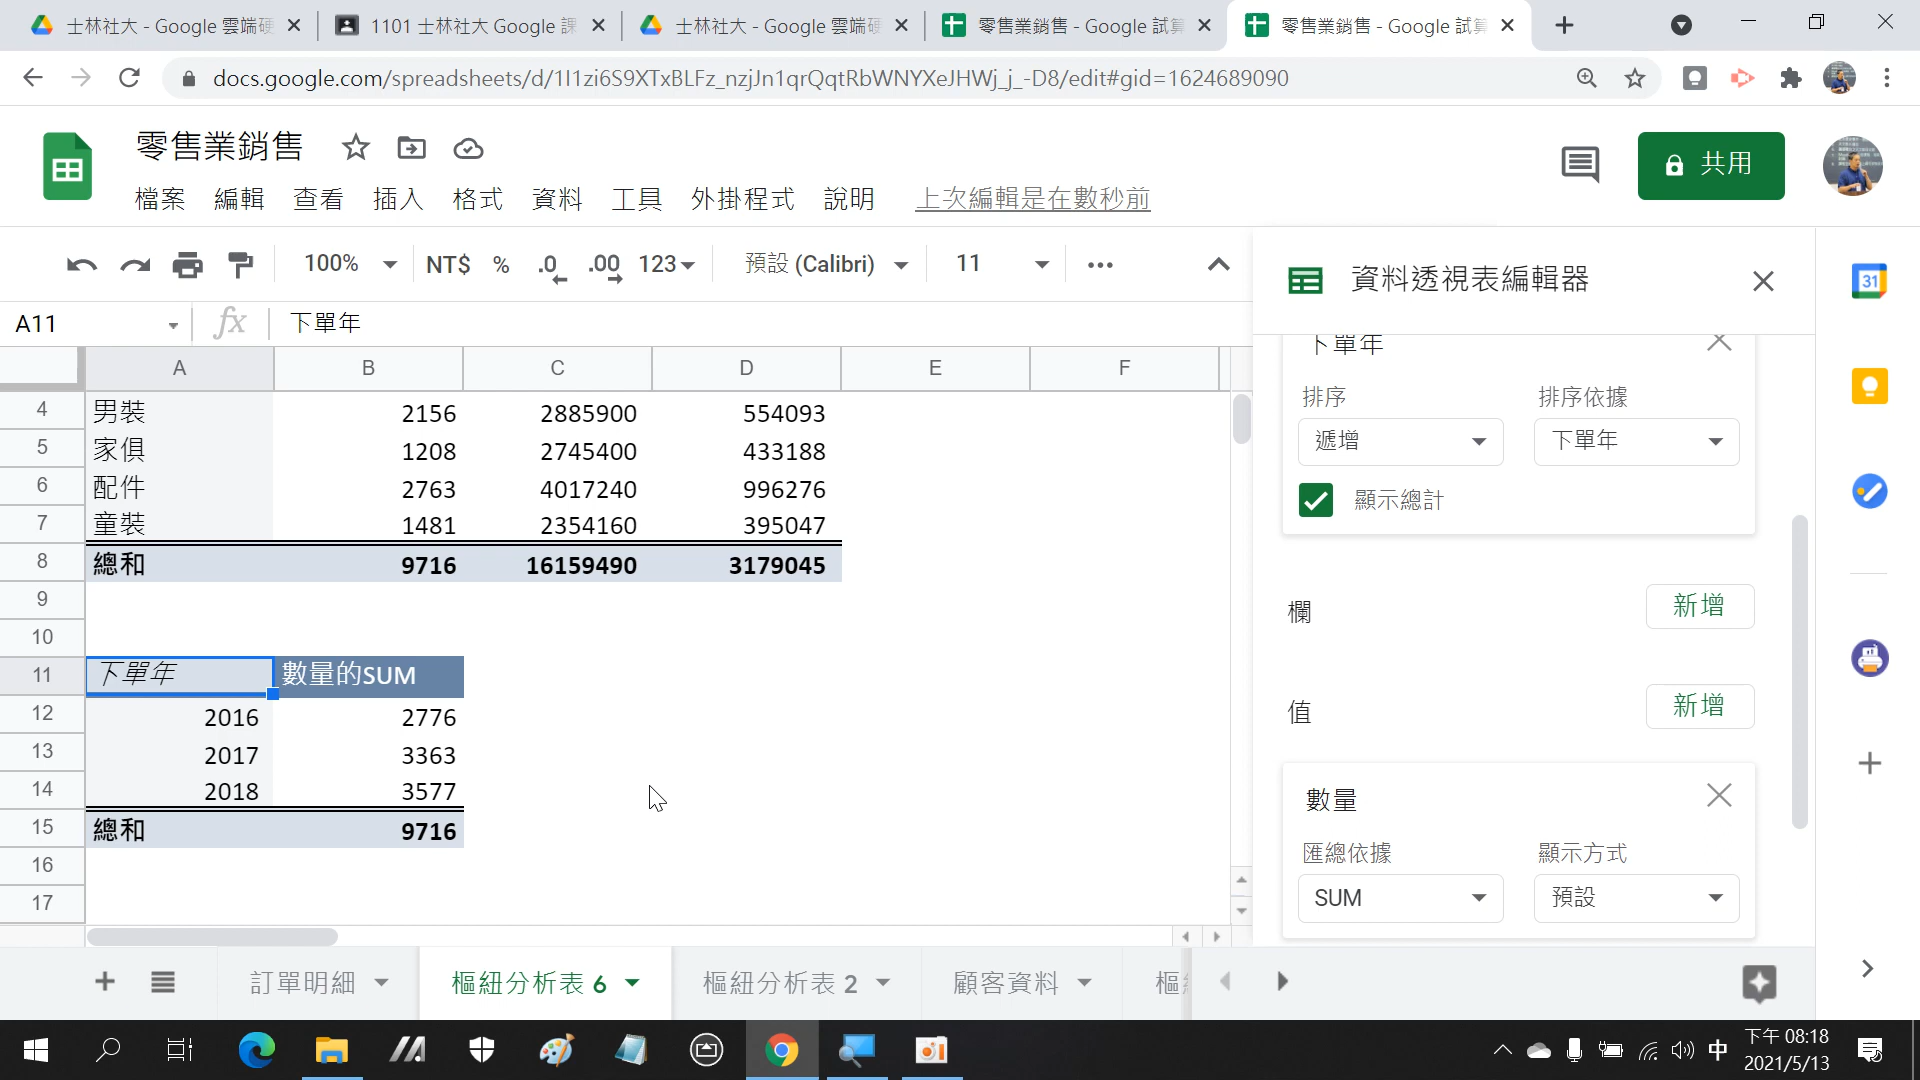 士林社大 - Google 雲端硬
1101 士林社大 Google 課
士林社大 - Google 雲端硬
零售業銷售 - Google 試算
零售業銷售 - Google 試算
docs.google.com/spreadsheets/d/1I1zi6S9XTxBLFz_nzjJn1qrQqtRbWNYXeJHWj_j_-D8/edit#gid=1624689090
零售業銷售
共用
檔案 編輯 查看 插入 格式 資料 工具 外掛程式 說明 上次編輯是在數秒前
100% NT$ % .0 .00 123 預設 (Calibri) 11
資料透視表編輯器
31
A11 fx 下單年
下單年
A B C D E F
排序 排序依據
4 男裝 2156 2885900 554093
遞增 下單年
5 家俱 1208 2745400 433188
6 配件 2763 4017240 996276
顯示總計
7 童裝 1481 2354160 395047
8 總和 9716 16159490 3179045
9
欄 新增
10
11 下單年 數量的SUM
12 2016 2776
值 新增
13 2017 3363
14 2018 3577
數量
15 總和 9716
匯總依據 顯示方式
16
SUM 預設
17
訂單明細 樞紐分析表 6 樞紐分析表 2 顧客資料
中 下午 08:18
2021/5/13